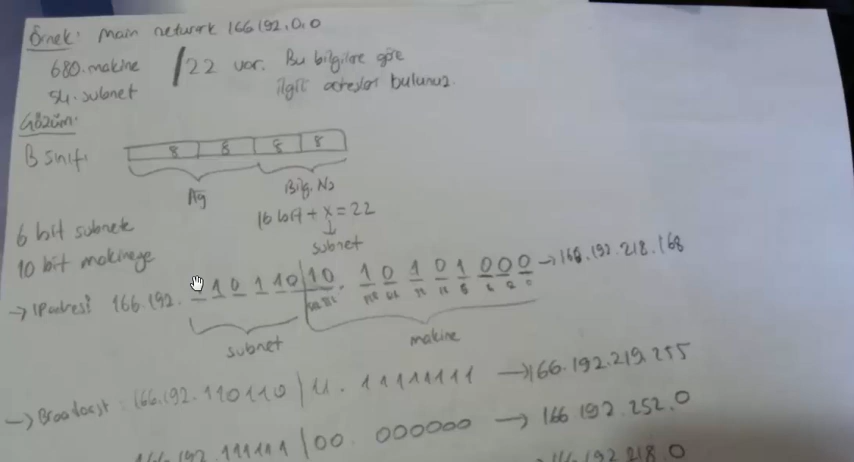 Örnek: main network 166.192.0.0
680.makine /22 var. Bu bilgilere göre
54.subnet ilgili adresleri bulunuz.
Çözüm:
B sınıfı 8 8 8 8
Ağ Bilg.No
16 bit + x = 22
subnet
6 bit subnete
10 bit makineye
→ IP adresi 166.192. _ 1 0 1 1 0 | 1 0 . 1 0 1 0 1 0 0 0 → 166.192.218.168
subnet makine
→ Broadcast: 166.192.110110 | 11. 11111111 → 166.192.219.255
166.192.111111 | 00. 000000 → 166.192.252.0
218.0